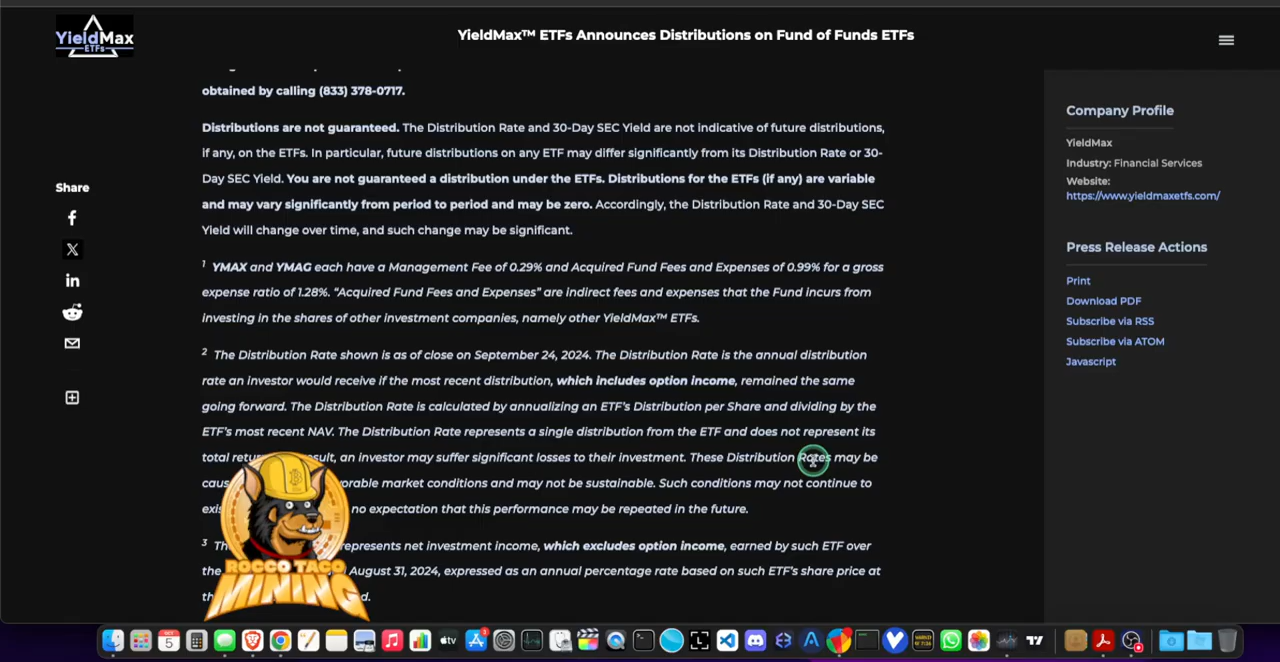 YieldMax
ETFs
YieldMax™ ETFs Announces Distributions on Fund of Funds ETFs
obtained by calling (833) 378-0717.
Distributions are not guaranteed. The Distribution Rate and 30-Day SEC Yield are not indicative of future distributions,
if any, on the ETFs. In particular, future distributions on any ETF may differ significantly from its Distribution Rate or 30-
Day SEC Yield. You are not guaranteed a distribution under the ETFs. Distributions for the ETFs (if any) are variable
and may vary significantly from period to period and may be zero. Accordingly, the Distribution Rate and 30-Day SEC
Yield will change over time, and such change may be significant.
1 YMAX and YMAG each have a Management Fee of 0.29% and Acquired Fund Fees and Expenses of 0.99% for a gross
expense ratio of 1.28%. “Acquired Fund Fees and Expenses” are indirect fees and expenses that the Fund incurs from
investing in the shares of other investment companies, namely other YieldMax™ ETFs.
2 The Distribution Rate shown is as of close on September 24, 2024. The Distribution Rate is the annual distribution
rate an investor would receive if the most recent distribution, which includes option income, remained the same
going forward. The Distribution Rate is calculated by annualizing an ETF’s Distribution per Share and dividing by the
ETF’s most recent NAV. The Distribution Rate represents a single distribution from the ETF and does not represent its
total an investor may suffer significant losses to their investment. These Distribution Rates may be
market conditions and may not be sustainable. Such conditions may not continue to
no expectation that this performance may be repeated in the future.
3 represents net investment income, which excludes option income, earned by such ETF over
the August 31, 2024, expressed as an annual percentage rate based on such ETF’s share price at
ROCCO TACO
MINING
Share
Company Profile
YieldMax
Industry: Financial Services
Website:
https://www.yieldmaxetfs.com/
Press Release Actions
Print
Download PDF
Subscribe via RSS
Subscribe via ATOM
Javascript